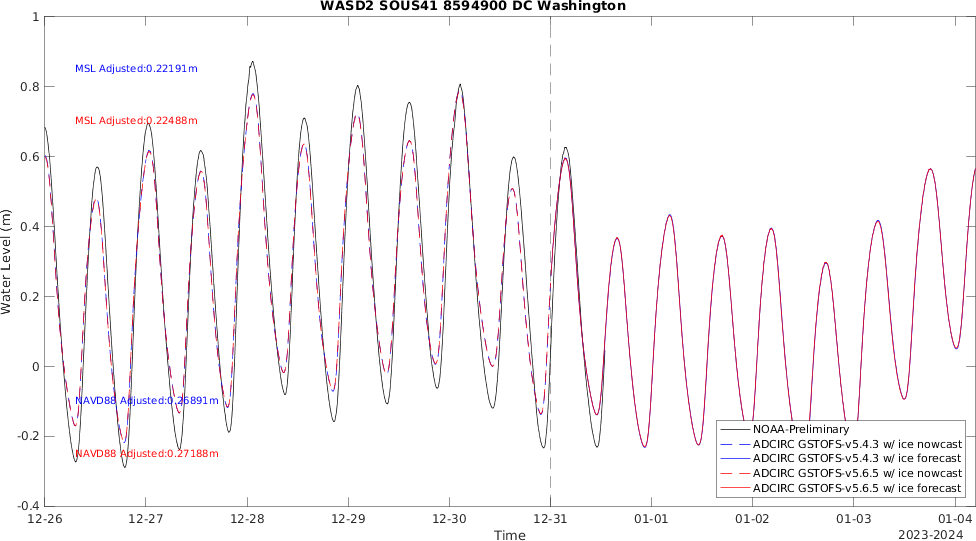 WASD2 SOUS41 8594900 DC Washington
1
0.8
0.6
0.4
0.2
0
-0.2
-0.4
Water Level (m)
MSL Adjusted:0.22191m
MSL Adjusted:0.22488m
NAVD88 Adjusted:0.26891m
NAVD88 Adjusted:0.27188m
NOAA-Preliminary
ADCIRC GSTOFS-v5.4.3 w/ ice nowcast
ADCIRC GSTOFS-v5.4.3 w/ ice forecast
ADCIRC GSTOFS-v5.6.5 w/ ice nowcast
ADCIRC GSTOFS-v5.6.5 w/ ice forecast
12-26 12-27 12-28 12-29 12-30 12-31 01-01 01-02 01-03 01-04
Time
2023-2024